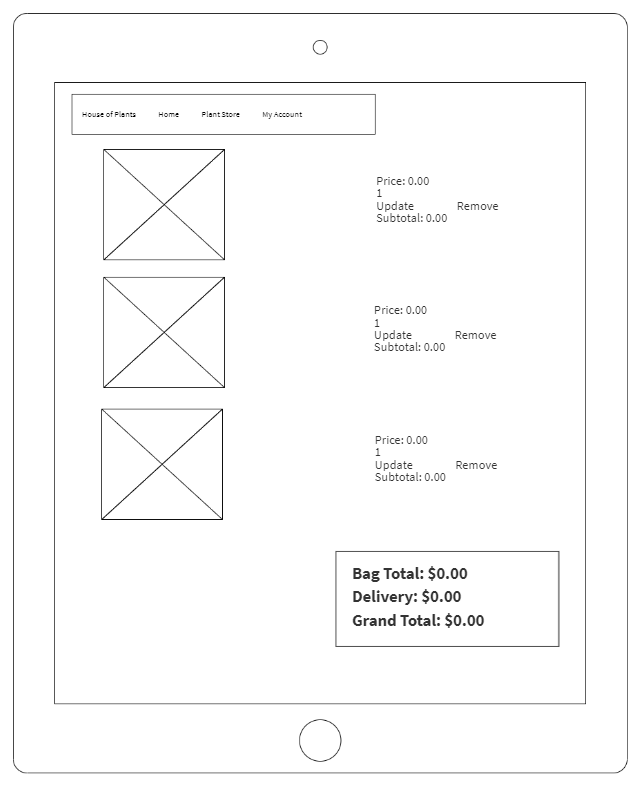 House of Plants Home Plant Store My Account
Price: 0.00
1
Update Remove
Subtotal: 0.00
Price: 0.00
1
Update Remove
Subtotal: 0.00
Price: 0.00
1
Update Remove
Subtotal: 0.00
Bag Total: $0.00
Delivery: $0.00
Grand Total: $0.00